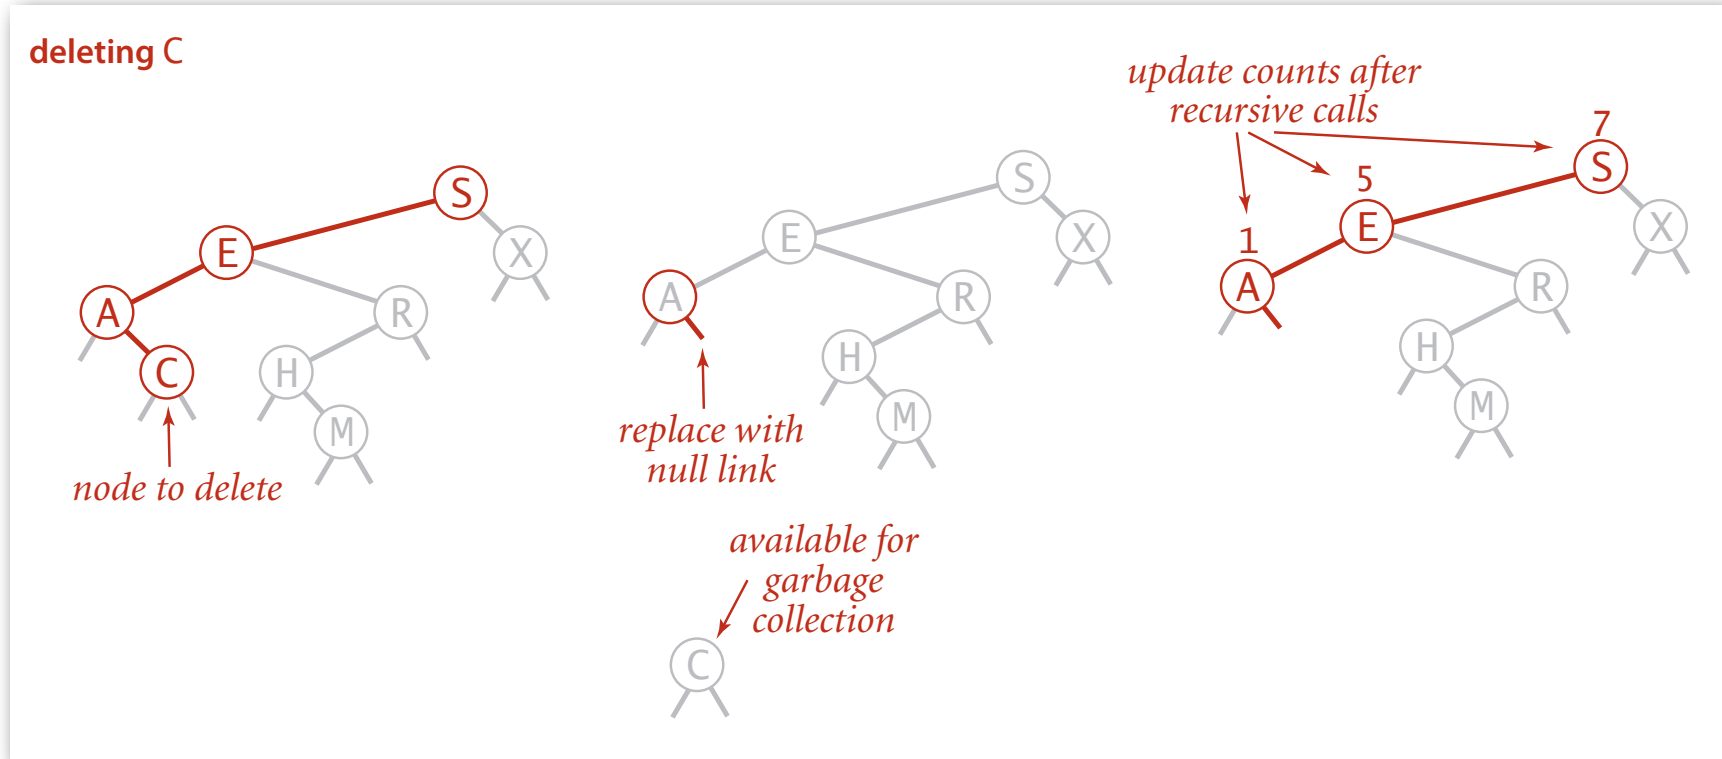 deleting C
S
E
X
A
R
C
H
M
node to delete
S
E
X
A
R
H
M
replace with
null link
available for
garbage
collection
C
update counts after
recursive calls
7
S
5
E
X
1
A
R
H
M